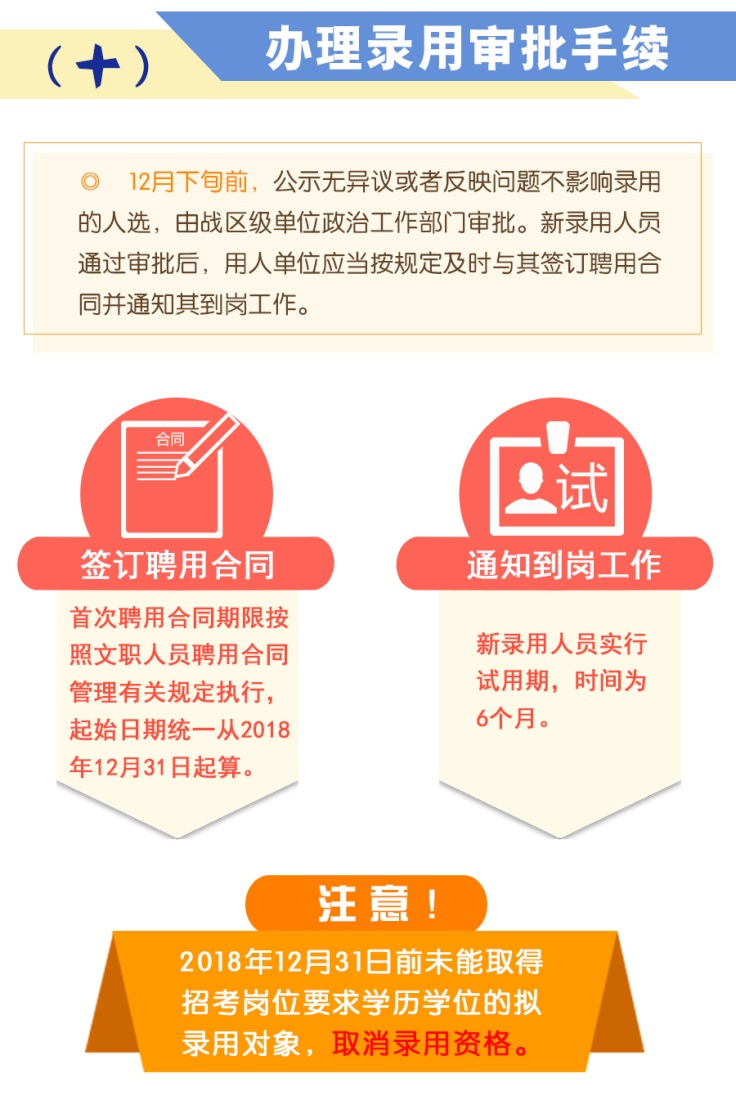 （十）
办理录用审批手续
◎ 12月下旬前，公示无异议或者反映问题不影响录用
的人选，由战区级单位政治工作部门审批。新录用人员
通过审批后，用人单位应当按规定及时与其签订聘用合
同并通知其到岗工作。
合同
签订聘用合同
首次聘用合同期限按
照文职人员聘用合同
管理有关规定执行，
起始日期统一从2018
年12月31日起算。
试
通知到岗工作
新录用人员实行
试用期，时间为
6个月。
注意！
2018年12月31日前未能取得
招考岗位要求学历学位的拟
录用对象，取消录用资格。